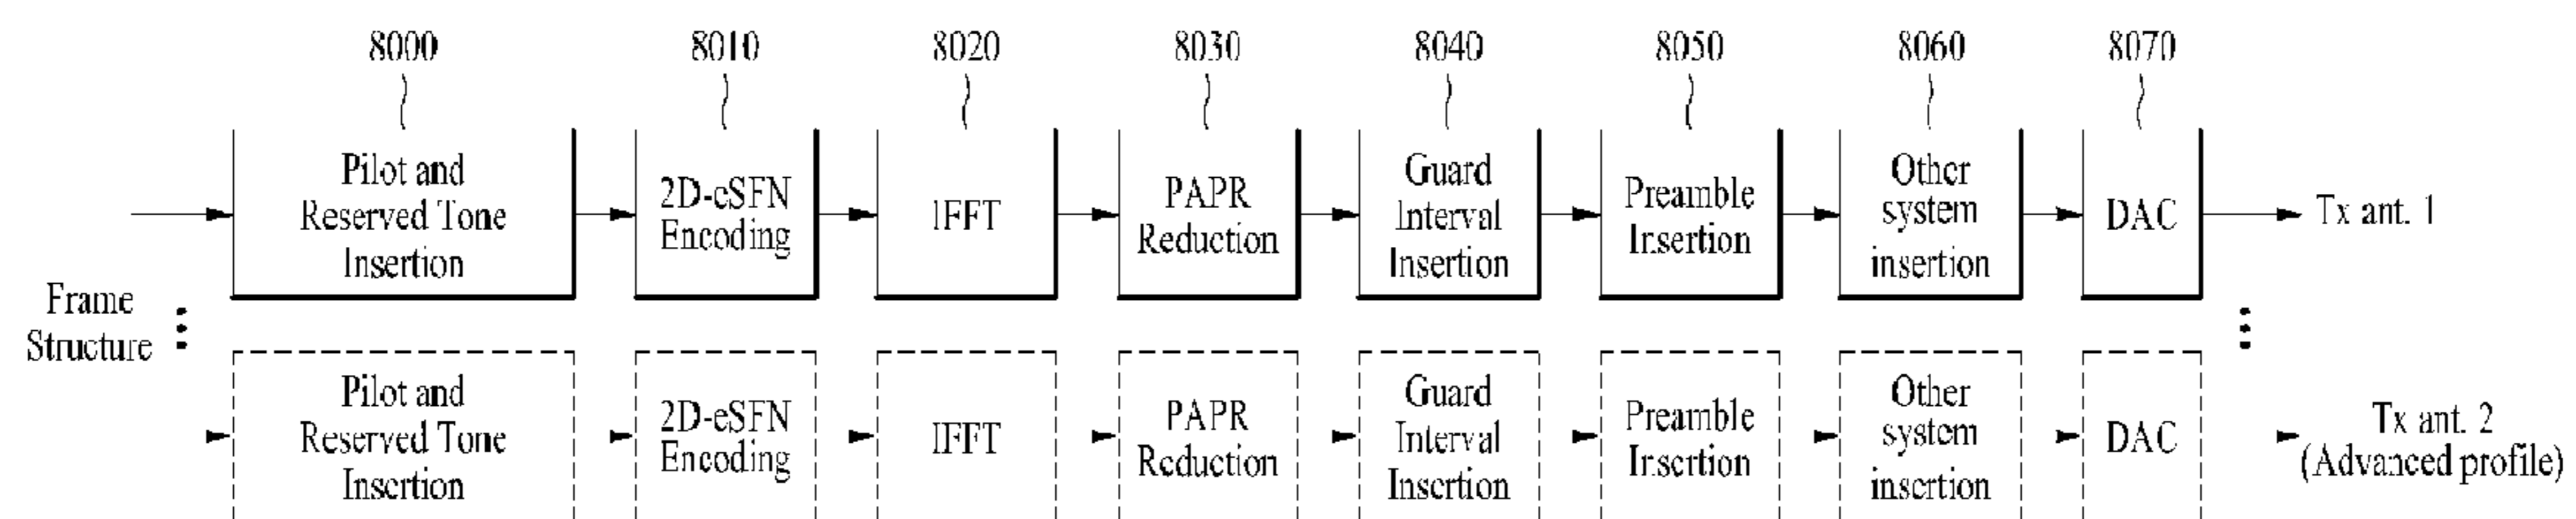 8000
8010
8020
8030
8040
8050
8060
8070
Pilot and
Reserved Tone
Insertion
2D-eSFN
Encoding
IFFT
PAPR
Reduction
Guard
Interval
Insertion
Preamble
Insertion
Other
system
insertion
DAC
Tx ant. 1
Frame
Structure
Pilot and
Reserved Tone
Insertion
2D-eSFN
Encoding
IFFT
PAPR
Reduction
Guard
Interval
Insertion
Preamble
Insertion
Other
system
insertion
DAC
Tx ant. 2
(Advanced profile)